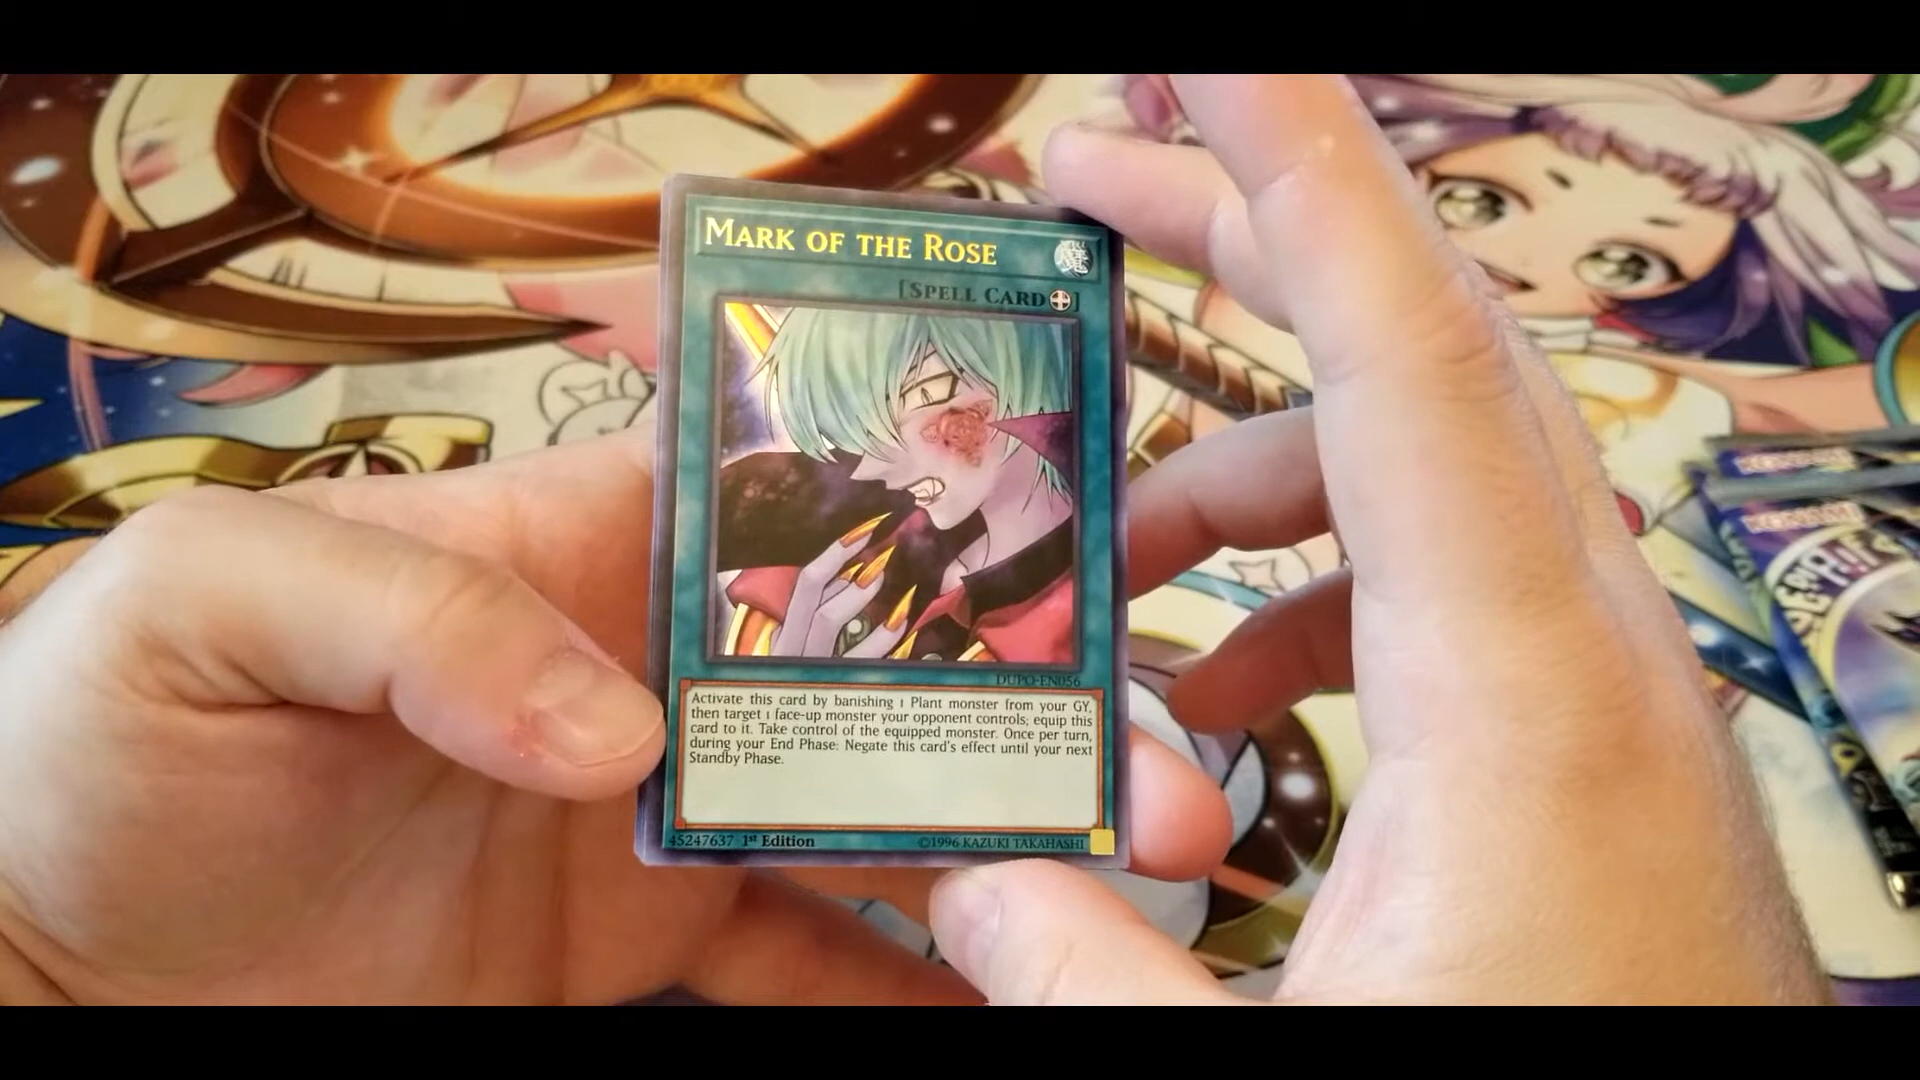 MARK OF THE ROSE
魔
[SPELL CARD]
DUPO-EN056
Activate this card by banishing 1 Plant monster from your GY,
then target 1 face-up monster your opponent controls; equip this
card to it. Take control of the equipped monster. Once per turn,
during your End Phase: Negate this card's effect until your next
Standby Phase.
45247637 1st Edition
©1996 KAZUKI TAKAHASHI
KONAMI
KONAMI